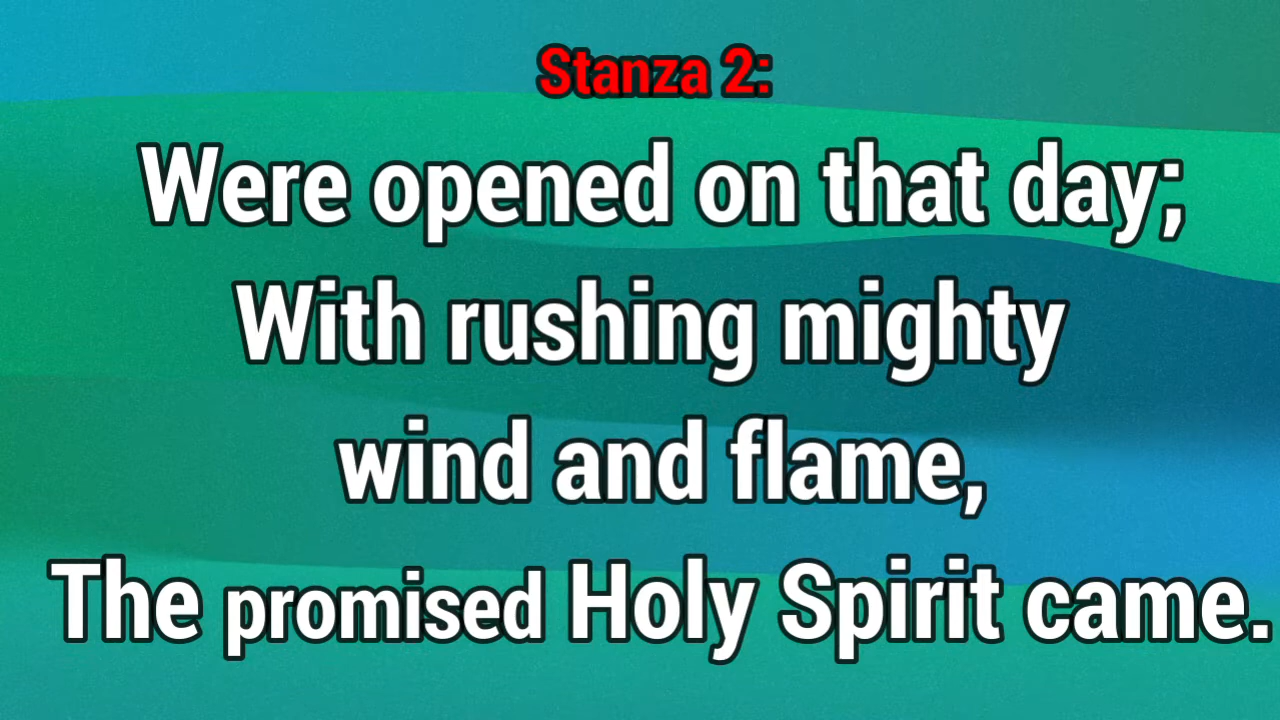 Stanza 2:
Were opened on that day;
With rushing mighty
wind and flame,
The promised Holy Spirit came.